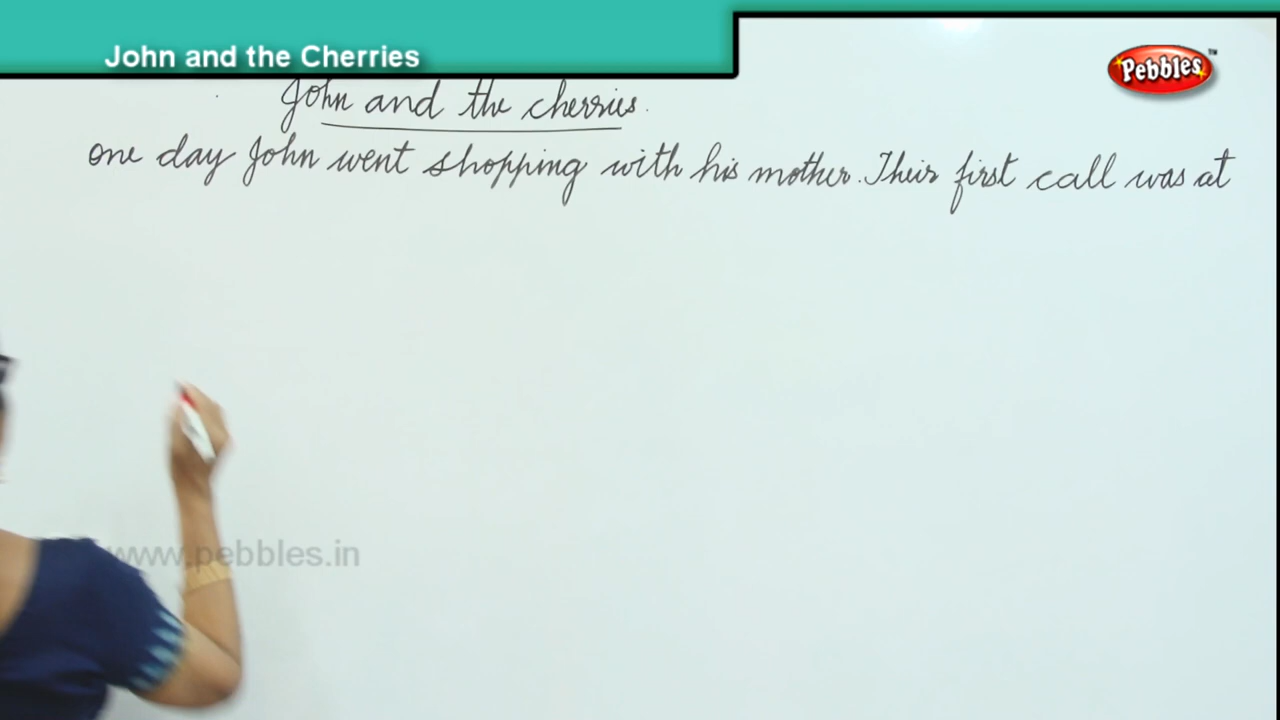 John and the Cherries
Pebbles™
John and the cherries.
one day John went shopping with his mother. Their first call was at
www.pebbles.in